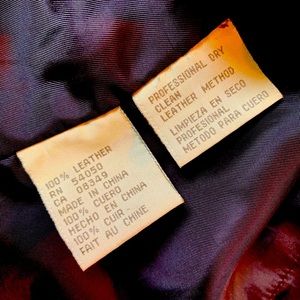 100% LEATHER
RN 54050
CA 08349
MADE IN CHINA
100% CUERO
HECHO EN CHINA
100% CUIR
FAIT AU CHINE
PROFESSIONAL DRY
CLEAN
LEATHER METHOD
LIMPIEZA EN SECO
PROFESIONAL
METODO PARA CUERO